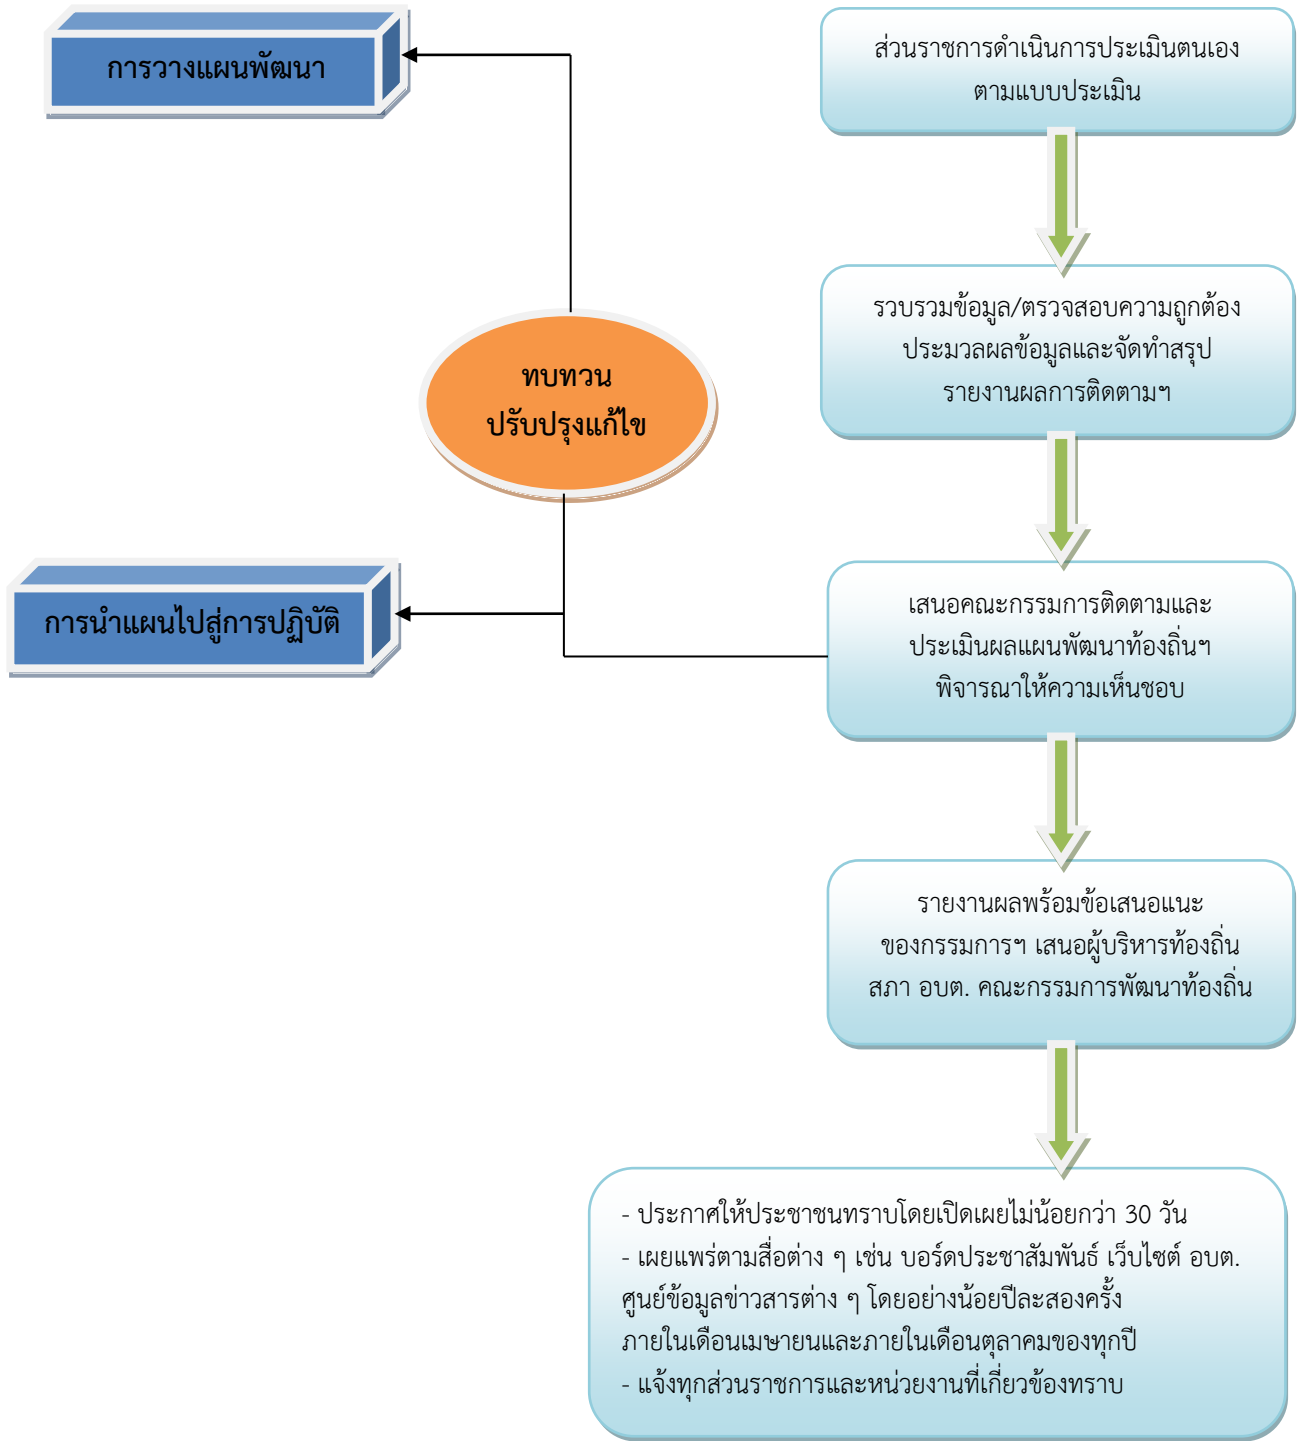 การวางแผนพัฒนา
ส่วนราชการดำเนินการประเมินตนเอง
ตามแบบประเมิน
รวบรวมข้อมูล/ตรวจสอบความถูกต้อง
ประมวลผลข้อมูลและจัดทำสรุป
รายงานผลการติดตามฯ
ทบทวน
ปรับปรุงแก้ไข
การนำแผนไปสู่การปฏิบัติ
เสนอคณะกรรมการติดตามและ
ประเมินผลแผนพัฒนาท้องถิ่นฯ
พิจารณาให้ความเห็นชอบ
รายงานผลพร้อมข้อเสนอแนะ
ของกรรมการฯ เสนอผู้บริหารท้องถิ่น
สภา อบต. คณะกรรมการพัฒนาท้องถิ่น
- ประกาศให้ประชาชนทราบโดยเปิดเผยไม่น้อยกว่า 30 วัน
- เผยแพร่ตามสื่อต่าง ๆ เช่น บอร์ดประชาสัมพันธ์ เว็บไซต์ อบต.
ศูนย์ข้อมูลข่าวสารต่าง ๆ โดยอย่างน้อยปีละสองครั้ง
ภายในเดือนเมษายนและภายในเดือนตุลาคมของทุกปี
- แจ้งทุกส่วนราชการและหน่วยงานที่เกี่ยวข้องทราบ